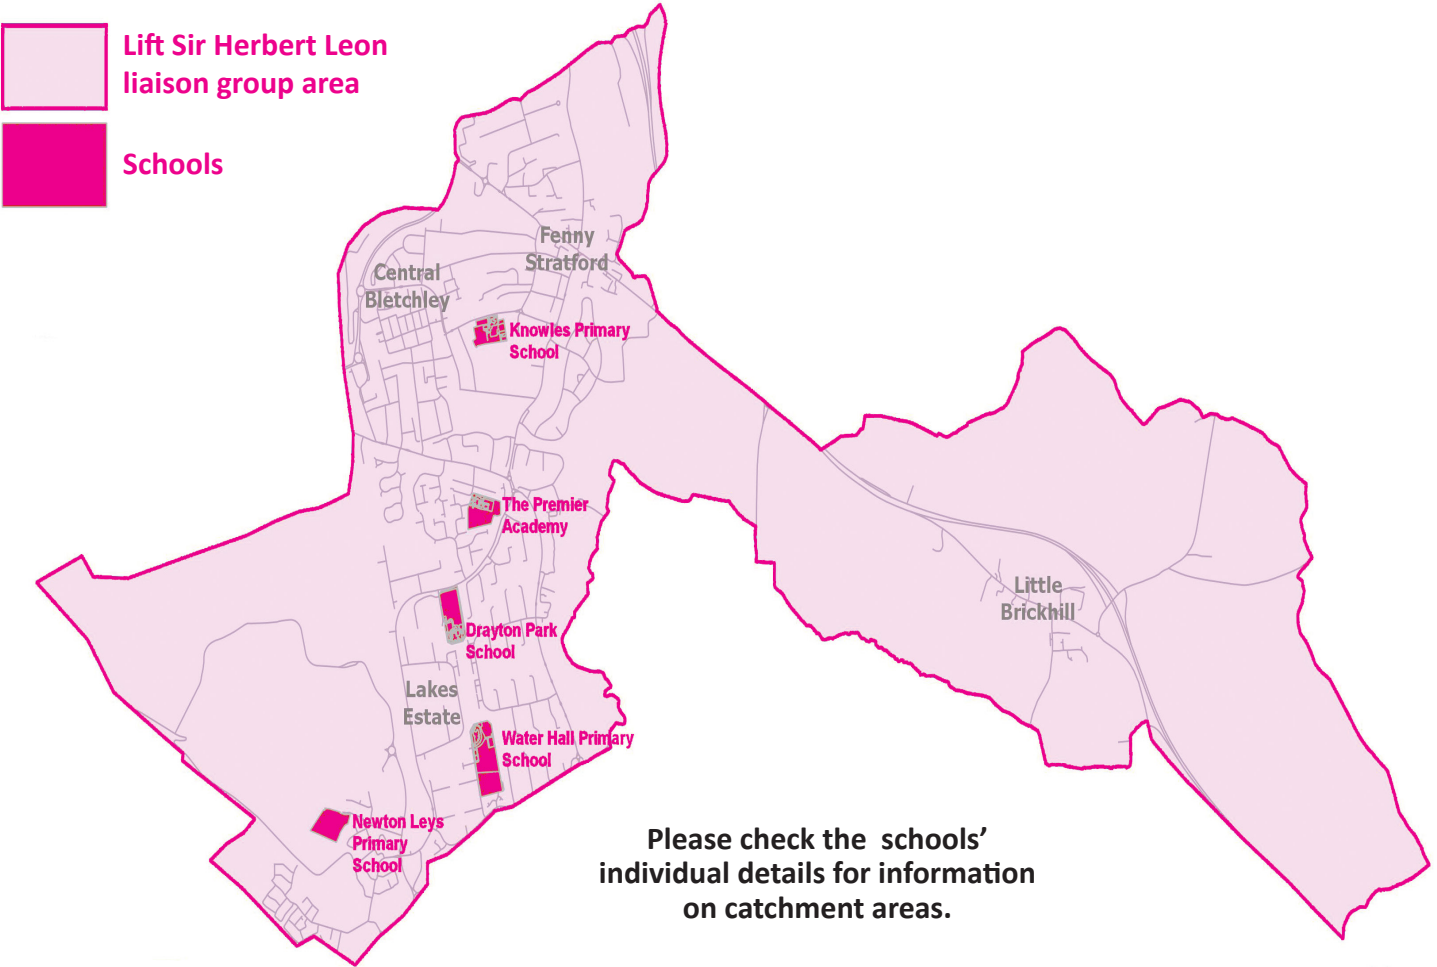 Lift Sir Herbert Leon
liaison group area
Schools
Fenny
Stratford
Central
Bletchley
Knowles Primary
School
The Premier
Academy
Little
Brickhill
Drayton Park
School
Lakes
Estate
Water Hall Primary
School
Newton Leys
Primary
School
Please check the schools’
individual details for information
on catchment areas.